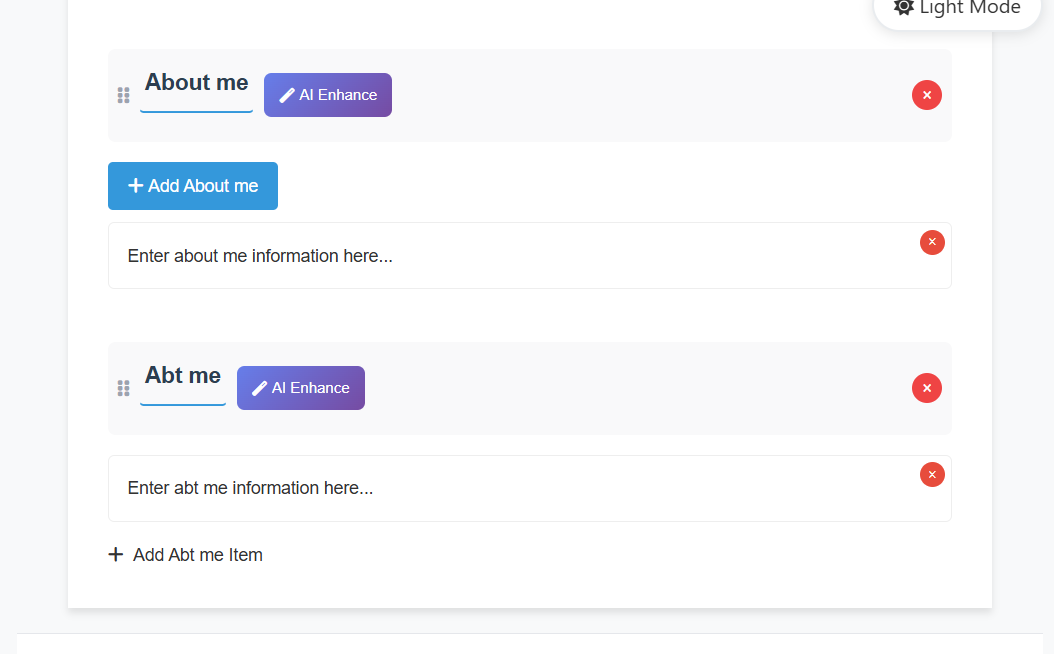 Light Mode
About me
AI Enhance
×
+ Add About me
Enter about me information here...
×
Abt me
AI Enhance
×
Enter abt me information here...
×
+ Add Abt me Item